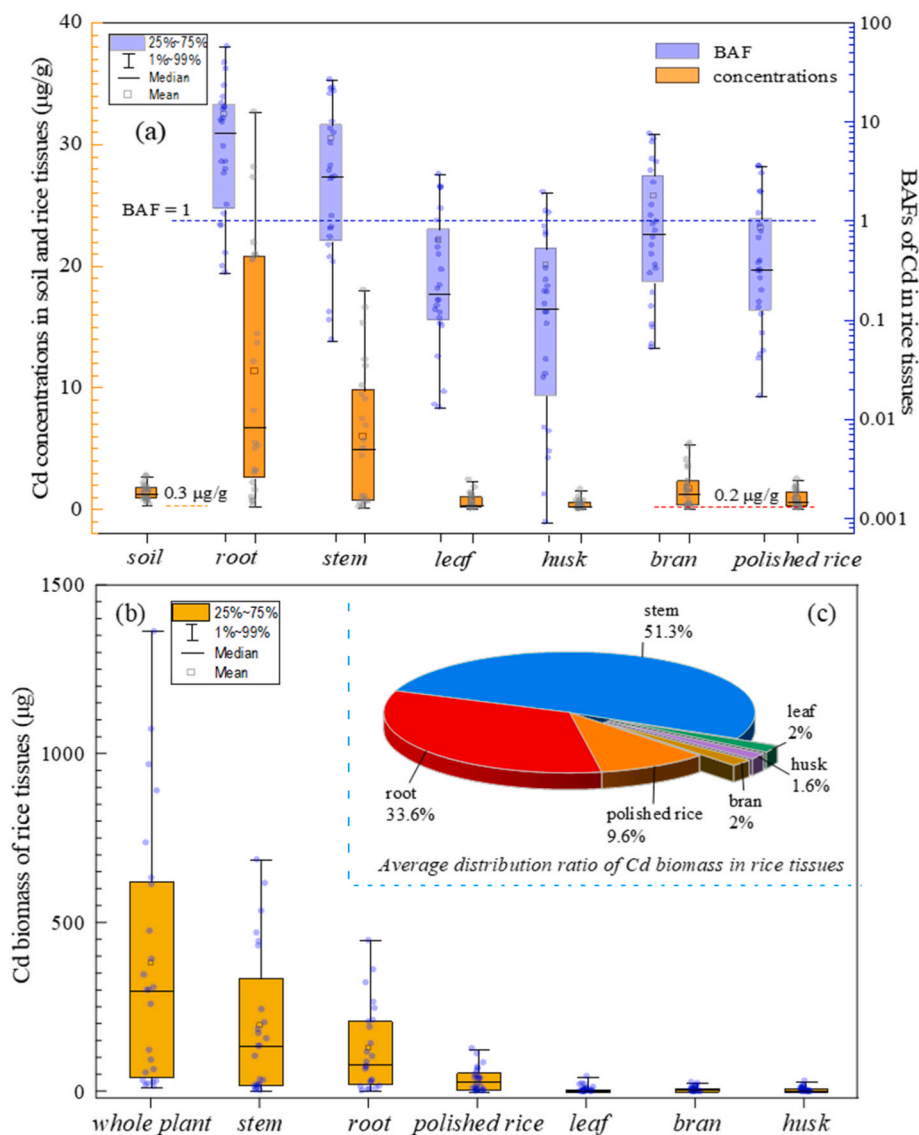 40
30
20
10
0
Cd concentrations in soil and rice tissues (µg/g)
25%~75%
1%~99%
Median
Mean
(a)
BAF
concentrations
BAF = 1
0.3 µg/g
0.2 µg/g
100
10
1
0.1
0.01
0.001
BAFs of Cd in rice tissues
soil root stem leaf husk bran polished rice
1500
1000
500
0
Cd biomass of rice tissues (µg)
(b)
25%~75%
1%~99%
Median
Mean
(c)
stem
51.3%
leaf
2%
husk
1.6%
bran
2%
polished rice
9.6%
root
33.6%
Average distribution ratio of Cd biomass in rice tissues
whole plant stem root polished rice leaf bran husk